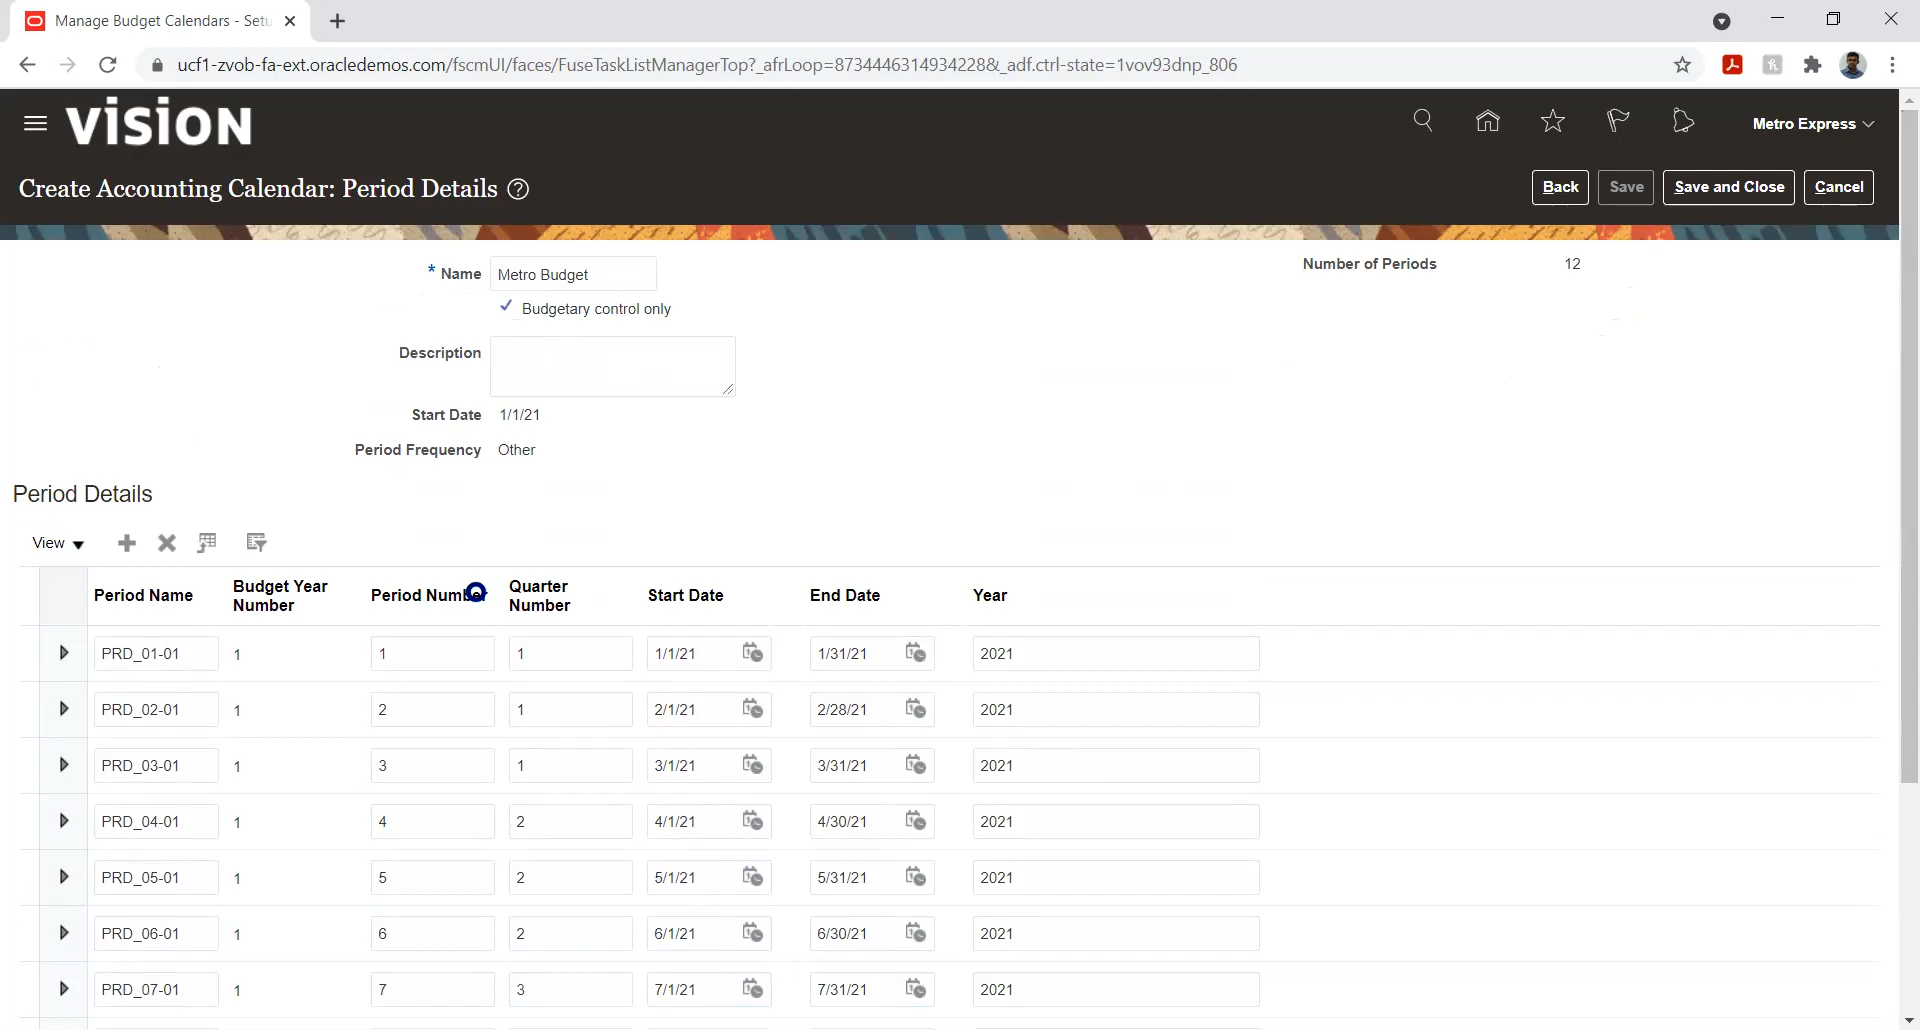 Manage Budget Calendars - Setu
ucf1-zvob-fa-ext.oracledemos.com/fscmUI/faces/FuseTaskListManagerTop?_afrLoop=8734446314934228&_adf.ctrl-state=1vov93dnp_806
VISION
Metro Express
Create Accounting Calendar: Period Details ?
Back Save Save and Close Cancel
* Name Metro Budget
Number of Periods 12
Budgetary control only
Description
Start Date 1/1/21
Period Frequency Other
Period Details
View
Period Name Budget Year Number Period Number Quarter Number Start Date End Date Year
PRD_01-01 1 1 1 1/1/21 1/31/21 2021
PRD_02-01 1 2 1 2/1/21 2/28/21 2021
PRD_03-01 1 3 1 3/1/21 3/31/21 2021
PRD_04-01 1 4 2 4/1/21 4/30/21 2021
PRD_05-01 1 5 2 5/1/21 5/31/21 2021
PRD_06-01 1 6 2 6/1/21 6/30/21 2021
PRD_07-01 1 7 3 7/1/21 7/31/21 2021